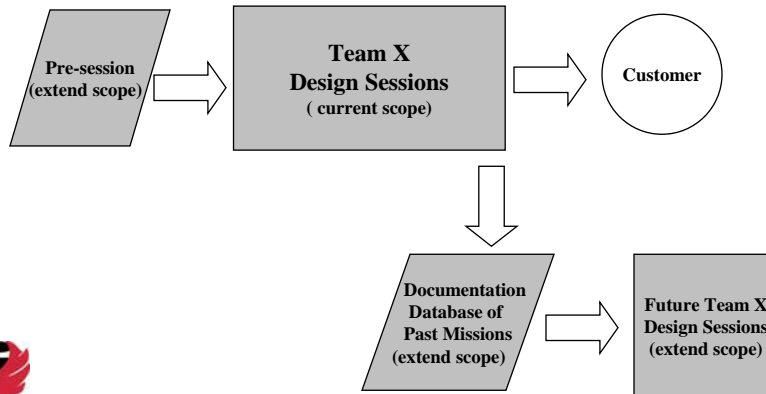 Pre-session
(extend scope)
Team X
Design Sessions
( current scope)
Customer
Documentation
Database of
Past Missions
(extend scope)
Future Team X
Design Sessions
(extend scope)